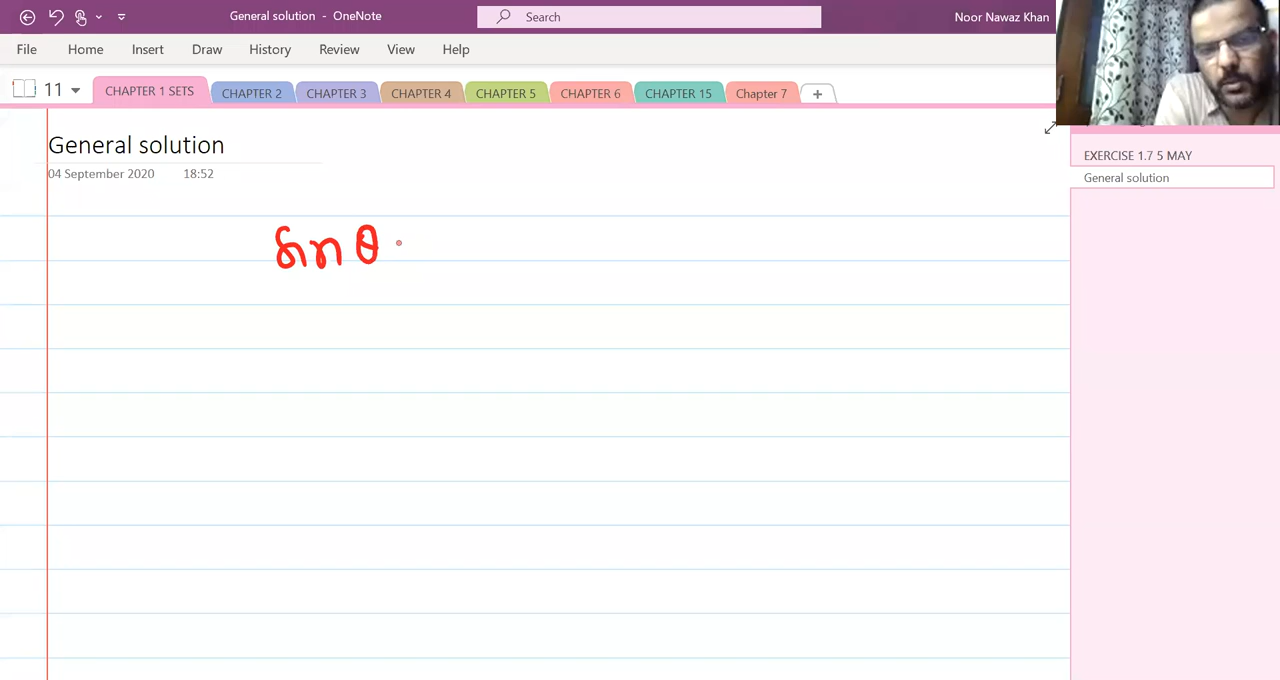 General solution - OneNote
Search
Noor Nawaz Khan
File Home Insert Draw History Review View Help
11
CHAPTER 1 SETS CHAPTER 2 CHAPTER 3 CHAPTER 4 CHAPTER 5 CHAPTER 6 CHAPTER 15 Chapter 7 +
General solution
04 September 2020 18:52
sin θ
EXERCISE 1.7 5 MAY
General solution